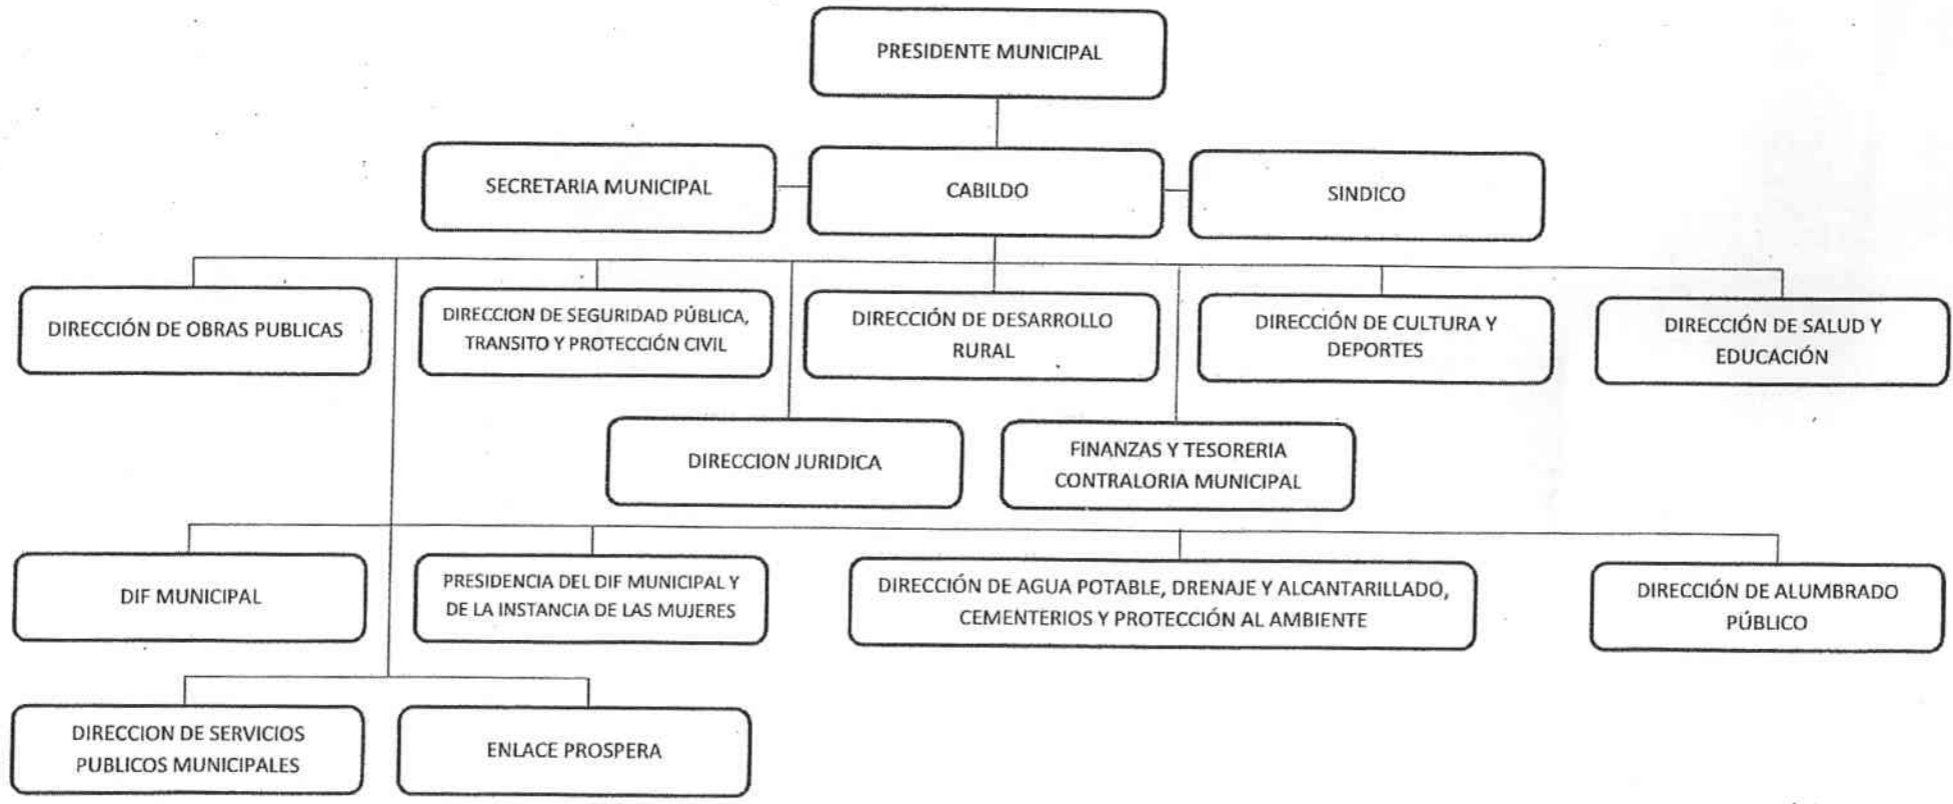 PRESIDENTE MUNICIPAL
SECRETARIA MUNICIPAL
CABILDO
SINDICO
DIRECCIÓN DE OBRAS PUBLICAS
DIRECCION DE SEGURIDAD PÚBLICA,
TRANSITO Y PROTECCIÓN CIVIL
DIRECCIÓN DE DESARROLLO
RURAL
DIRECCIÓN DE CULTURA Y
DEPORTES
DIRECCIÓN DE SALUD Y
EDUCACIÓN
DIRECCION JURIDICA
FINANZAS Y TESORERIA
CONTRALORIA MUNICIPAL
DIF MUNICIPAL
PRESIDENCIA DEL DIF MUNICIPAL Y
DE LA INSTANCIA DE LAS MUJERES
DIRECCIÓN DE AGUA POTABLE, DRENAJE Y ALCANTARILLADO,
CEMENTERIOS Y PROTECCIÓN AL AMBIENTE
DIRECCIÓN DE ALUMBRADO
PÚBLICO
DIRECCION DE SERVICIOS
PUBLICOS MUNICIPALES
ENLACE PROSPERA